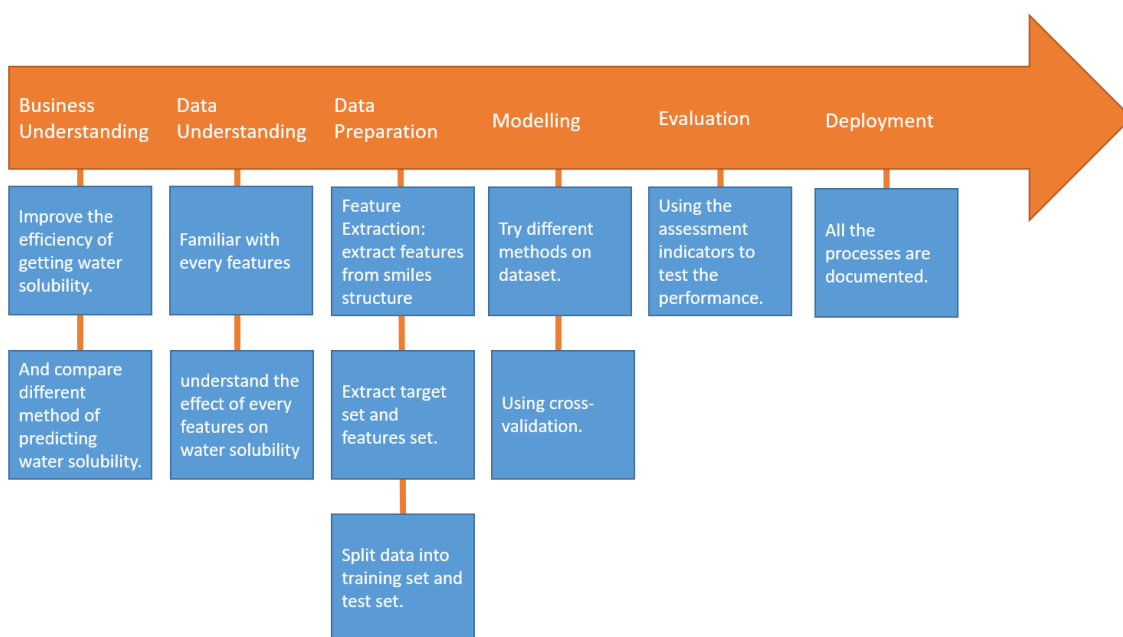 Business
Understanding
Data
Understanding
Data
Preparation
Modelling
Evaluation
Deployment
Improve the
efficiency of
getting water
solubility.
Familiar with
every features
Feature
Extraction:
extract features
from smiles
structure
Try different
methods on
dataset.
Using the
assessment
indicators to
test the
performance.
All the
processes are
documented.
And compare
different
method of
predicting
water solubility.
understand the
effect of every
features on
water solubility
Extract target
set and
features set.
Using cross-
validation.
Split data into
training set and
test set.